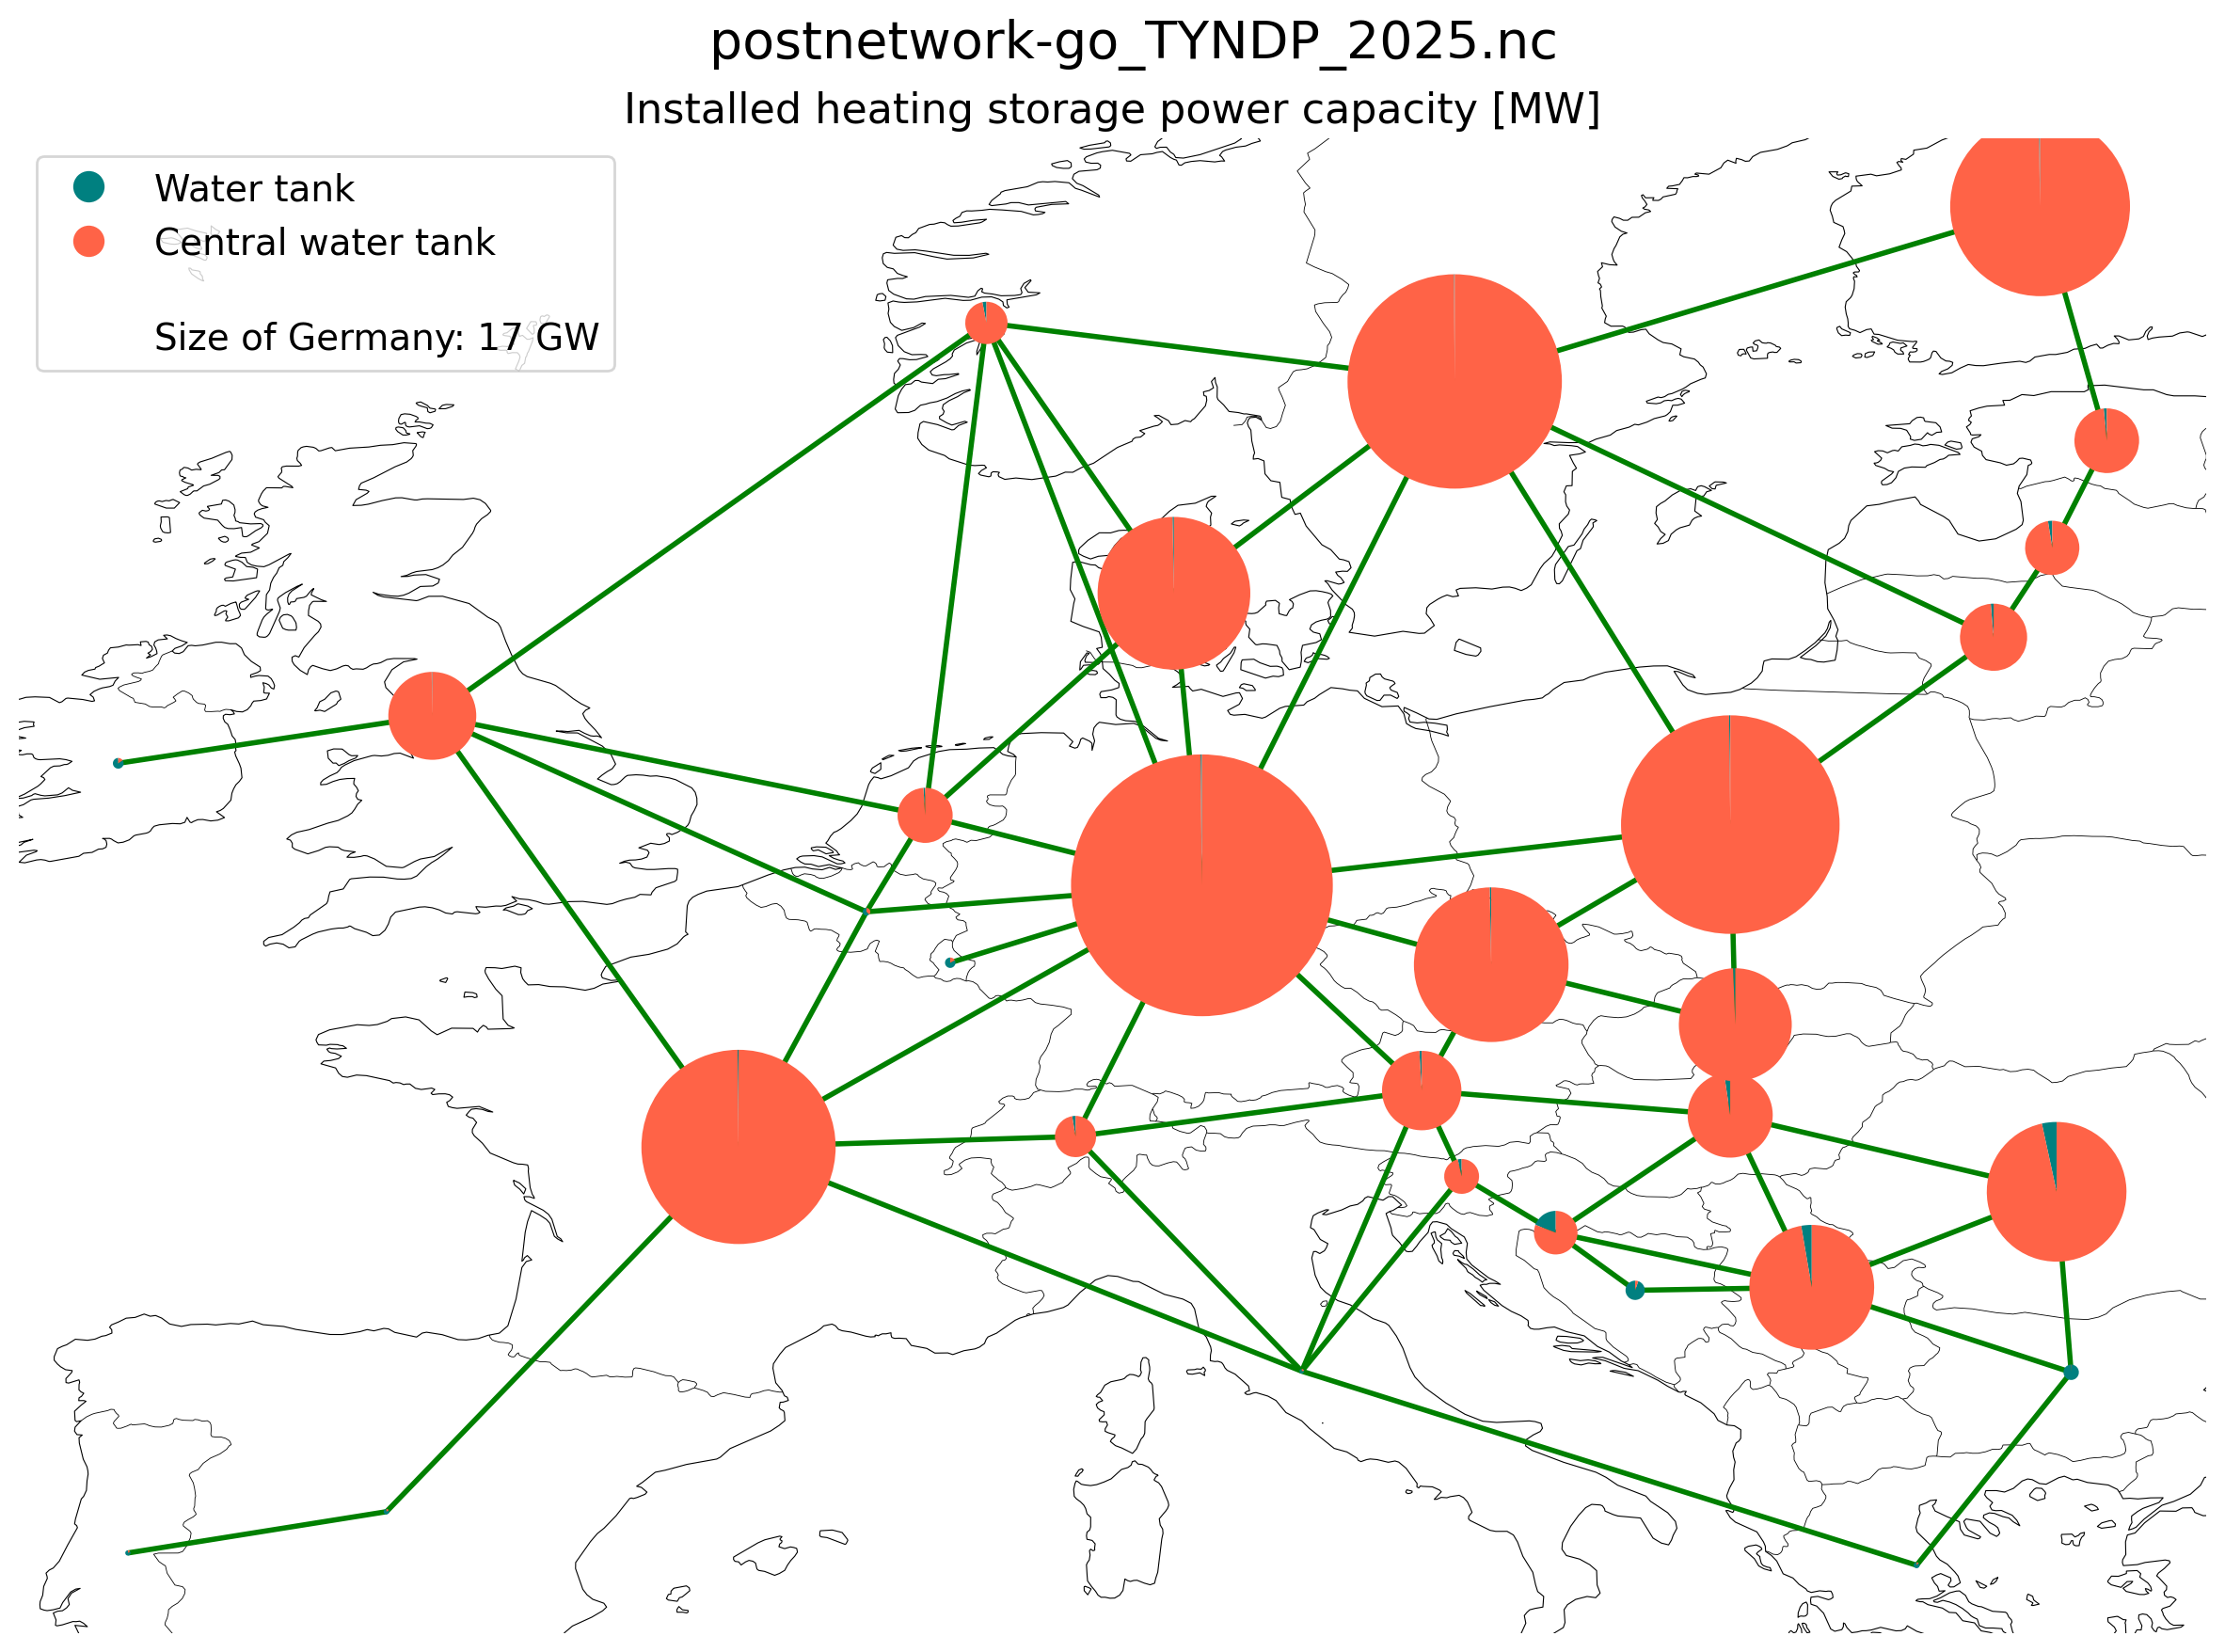 postnetwork-go_TYNDP_2025.nc
Installed heating storage power capacity [MW]
Water tank
Central water tank
Size of Germany: 17 GW